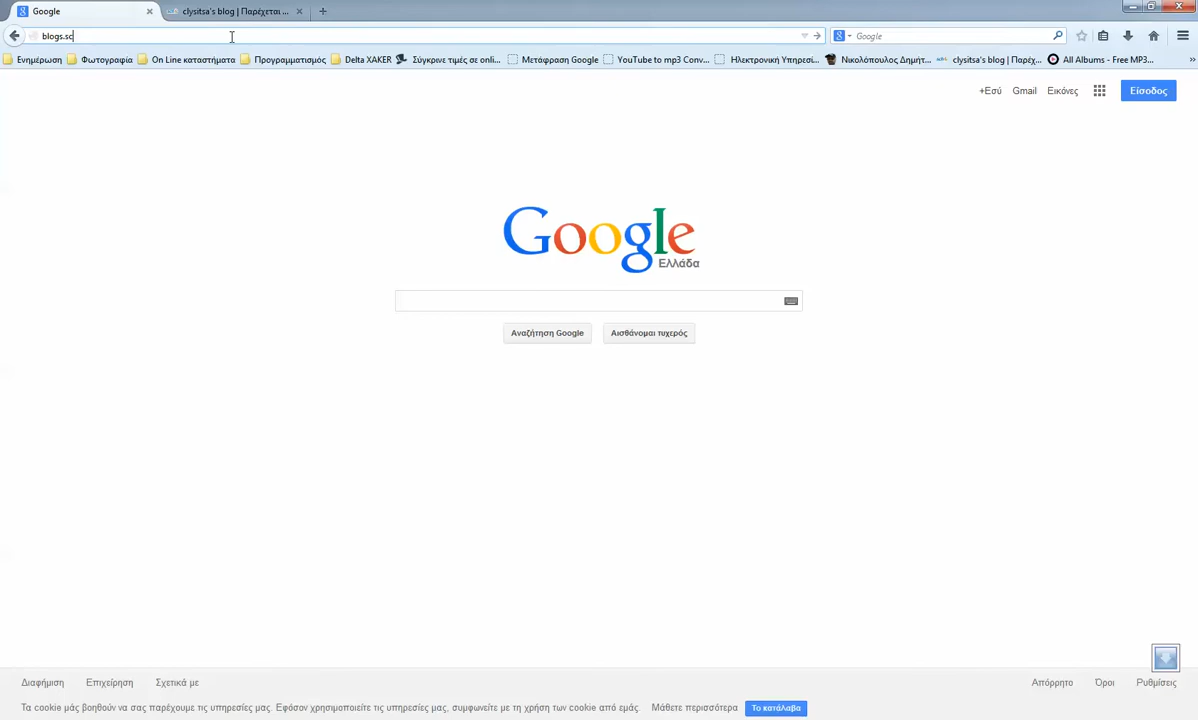 Google
clysitsa's blog | Παρέχεται ...
blogs.sc
Google
Ενημέρωση
Φωτογραφία
On Line καταστήματα
Προγραμματισμός
Delta XAKER
Σύγκρινε τιμές σε onli...
Μετάφραση Google
YouTube to mp3 Conv...
Ηλεκτρονική Υπηρεσί...
Νικολόπουλος Δημήτ...
clysitsa's blog | Παρέχ...
All Albums - Free MP3...
+Εσύ
Gmail
Εικόνες
Είσοδος
Google
Ελλάδα
Αναζήτηση Google
Αισθάνομαι τυχερός
Διαφήμιση
Επιχείρηση
Σχετικά με
Απόρρητο
Όροι
Ρυθμίσεις
Τα cookie μάς βοηθούν να σας παρέχουμε τις υπηρεσίες μας. Εφόσον χρησιμοποιείτε τις υπηρεσίες μας, συμφωνείτε με τη χρήση των cookie από εμάς
Μάθετε περισσότερα
Το κατάλαβα